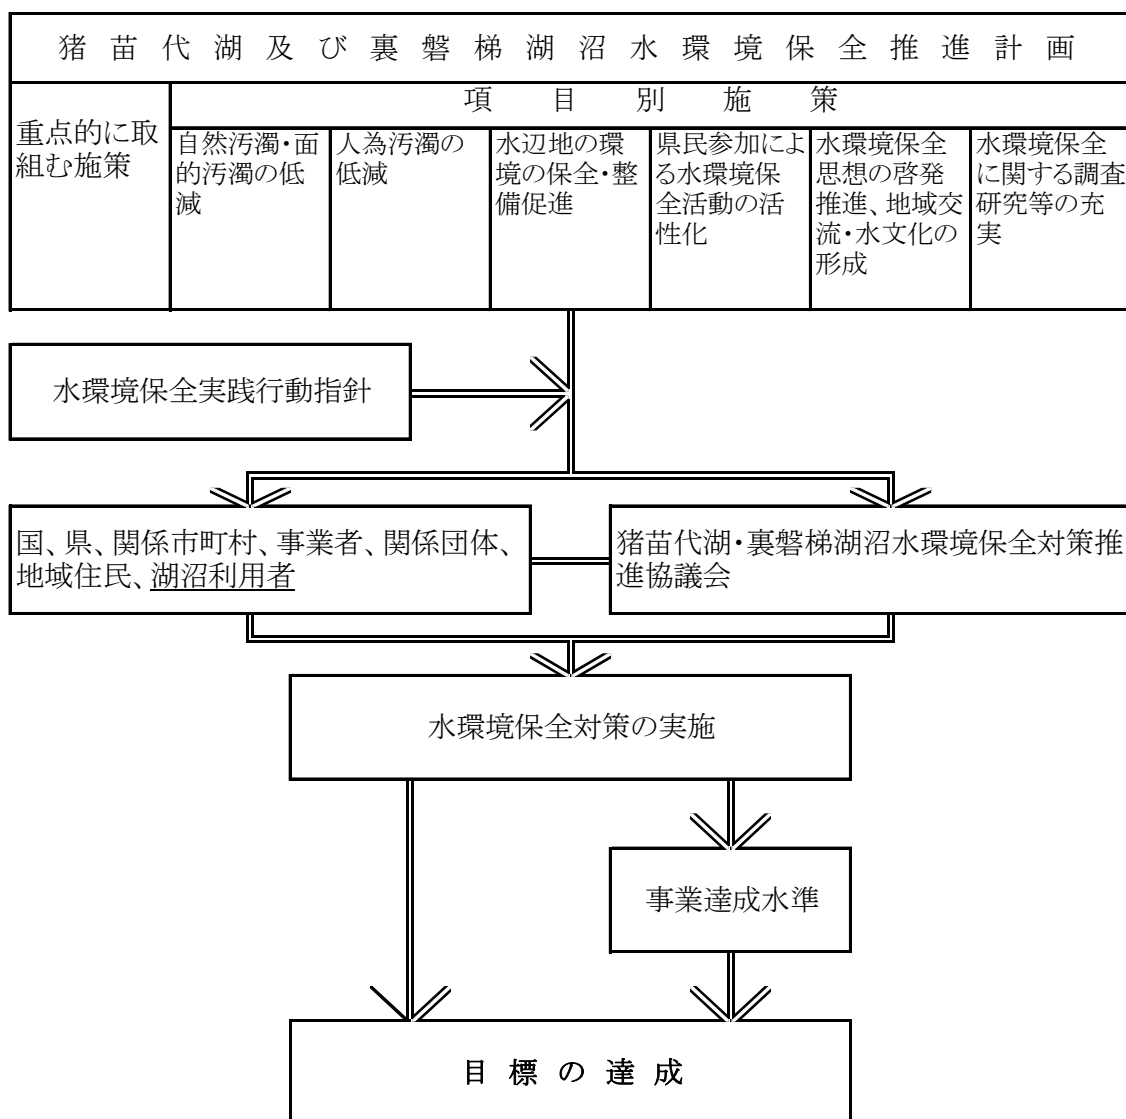 猪苗代湖及び裏磐梯湖沼水環境保全推進計画
重点的に取
組む施策
項目別施策
自然汚濁・面
的汚濁の低
減
人為汚濁の
低減
水辺地の環
境の保全・整
備促進
県民参加によ
る水環境保
全活動の活
性化
水環境保全
思想の啓発
推進、地域交
流・水文化の
形成
水環境保全
に関する調査
研究等の充
実
水環境保全実践行動指針
国、県、関係市町村、事業者、関係団体、
地域住民、湖沼利用者
猪苗代湖・裏磐梯湖沼水環境保全対策推
進協議会
水環境保全対策の実施
事業達成水準
目標の達成